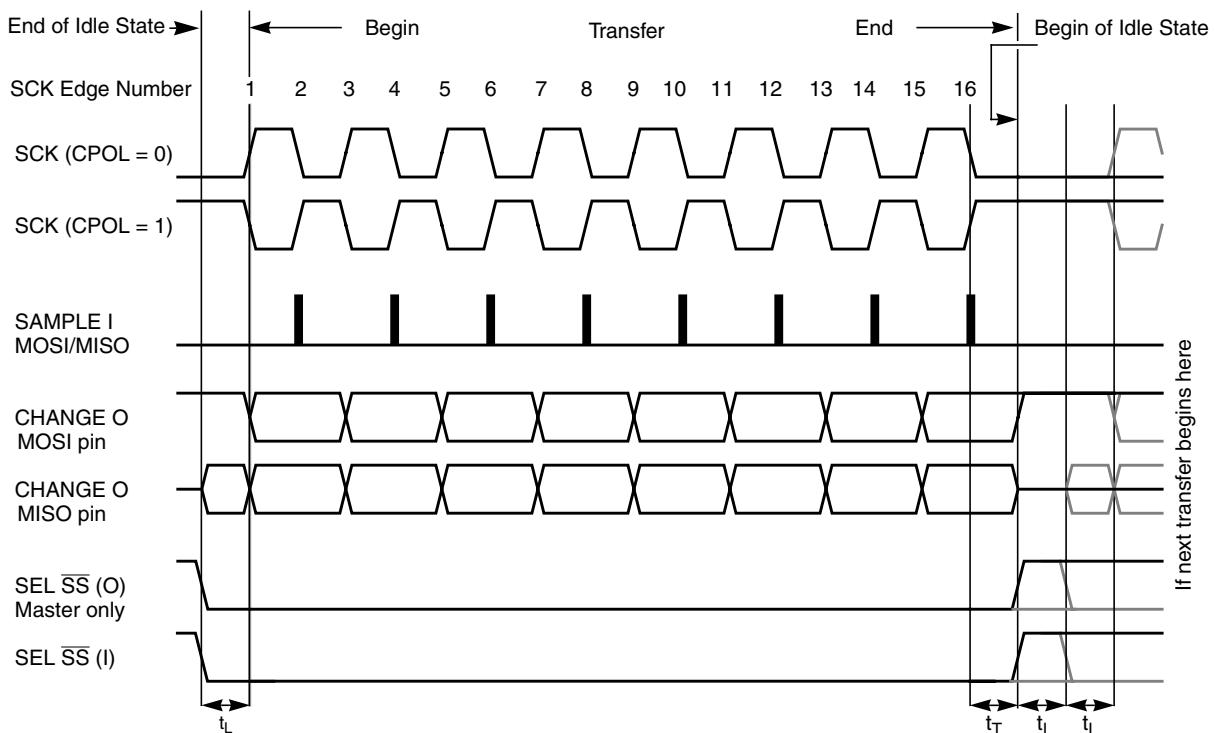 End of Idle State
Begin
Transfer
End
Begin of Idle State
SCK Edge Number
1 2 3 4 5 6 7 8 9 10 11 12 13 14 15 16
SCK (CPOL = 0)
SCK (CPOL = 1)
SAMPLE I
MOSI/MISO
CHANGE O
MOSI pin
CHANGE O
MISO pin
SEL SS (O)
Master only
SEL SS (I)
If next transfer begins here
tL
tT
tI
tL